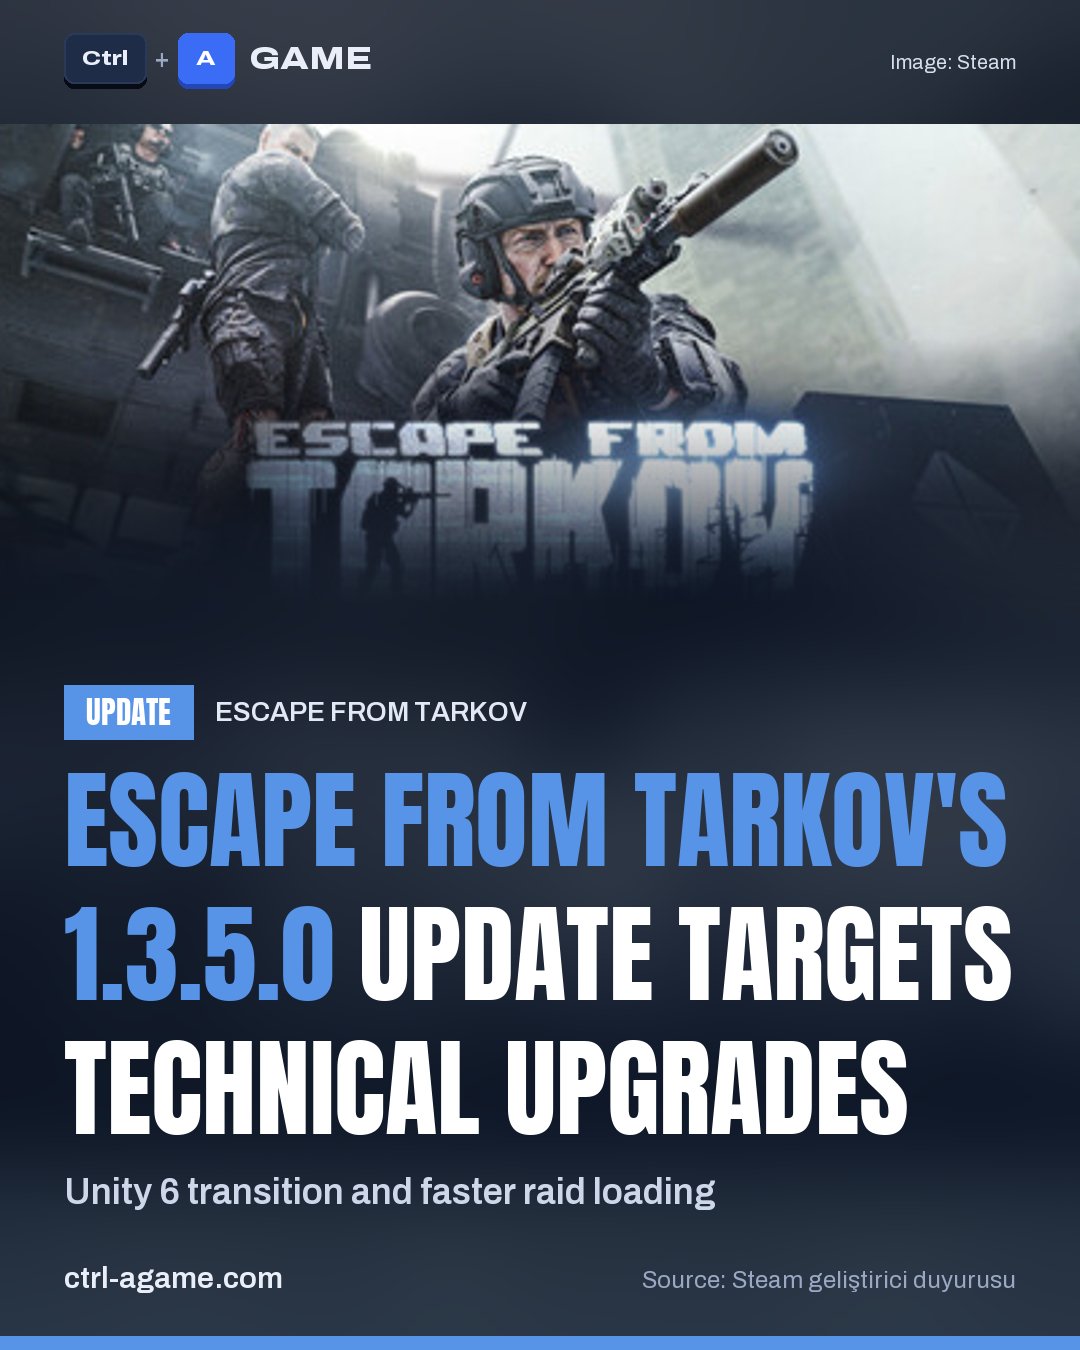 Ctrl + A GAME
Image: Steam
ESCAPE FROM
TARKOV
UPDATE
ESCAPE FROM TARKOV
ESCAPE FROM TARKOV'S
1.3.5.0 UPDATE TARGETS
TECHNICAL UPGRADES
Unity 6 transition and faster raid loading
ctrl-agame.com
Source: Steam geliştirici duyurusu